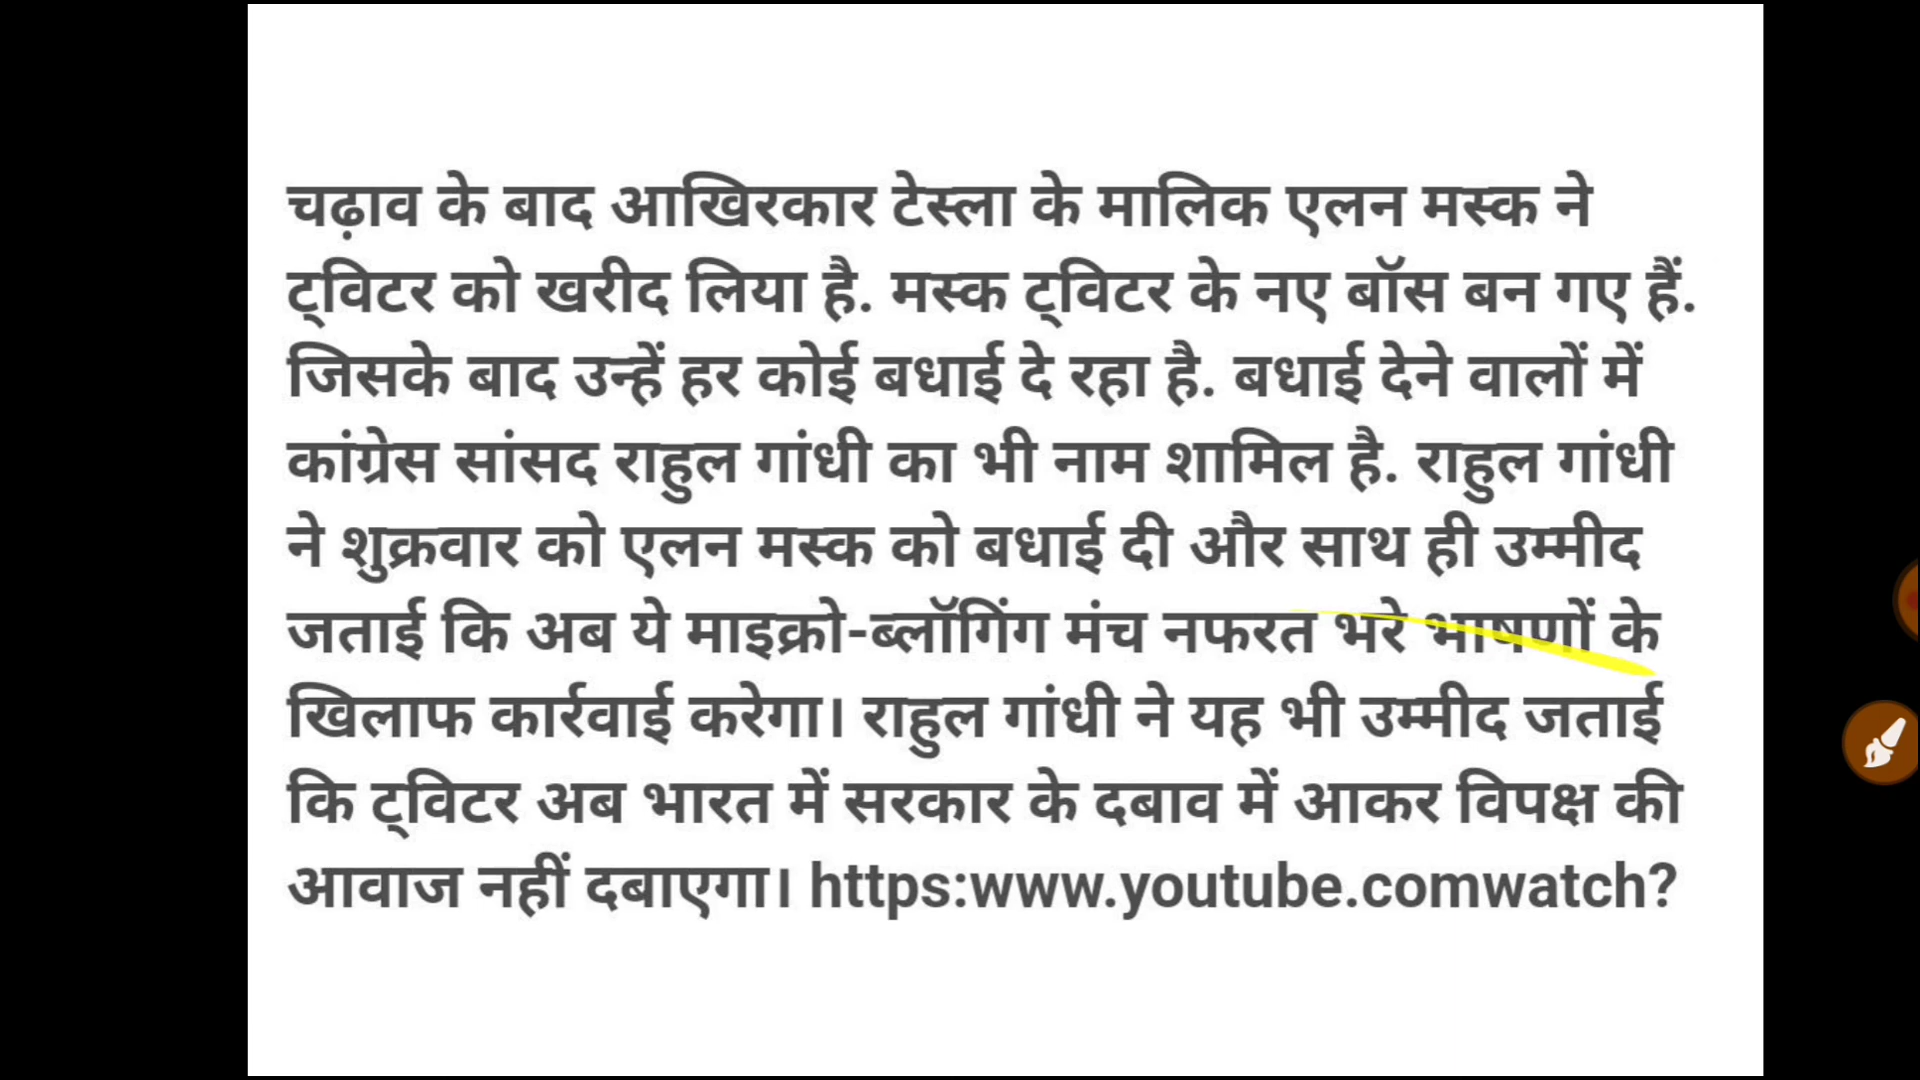 चढ़ाव के बाद आखिरकार टेस्ला के मालिक एलन मस्क ने
ट्विटर को खरीद लिया है. मस्क ट्विटर के नए बॉस बन गए हैं.
जिसके बाद उन्हें हर कोई बधाई दे रहा है. बधाई देने वालों में
कांग्रेस सांसद राहुल गांधी का भी नाम शामिल है. राहुल गांधी
ने शुक्रवार को एलन मस्क को बधाई दी और साथ ही उम्मीद
जताई कि अब ये माइक्रो-ब्लॉगिंग मंच नफरत भरे भाषणों के
खिलाफ कार्रवाई करेगा। राहुल गांधी ने यह भी उम्मीद जताई
कि ट्विटर अब भारत में सरकार के दबाव में आकर विपक्ष की
आवाज नहीं दबाएगा। https:www.youtube.comwatch?